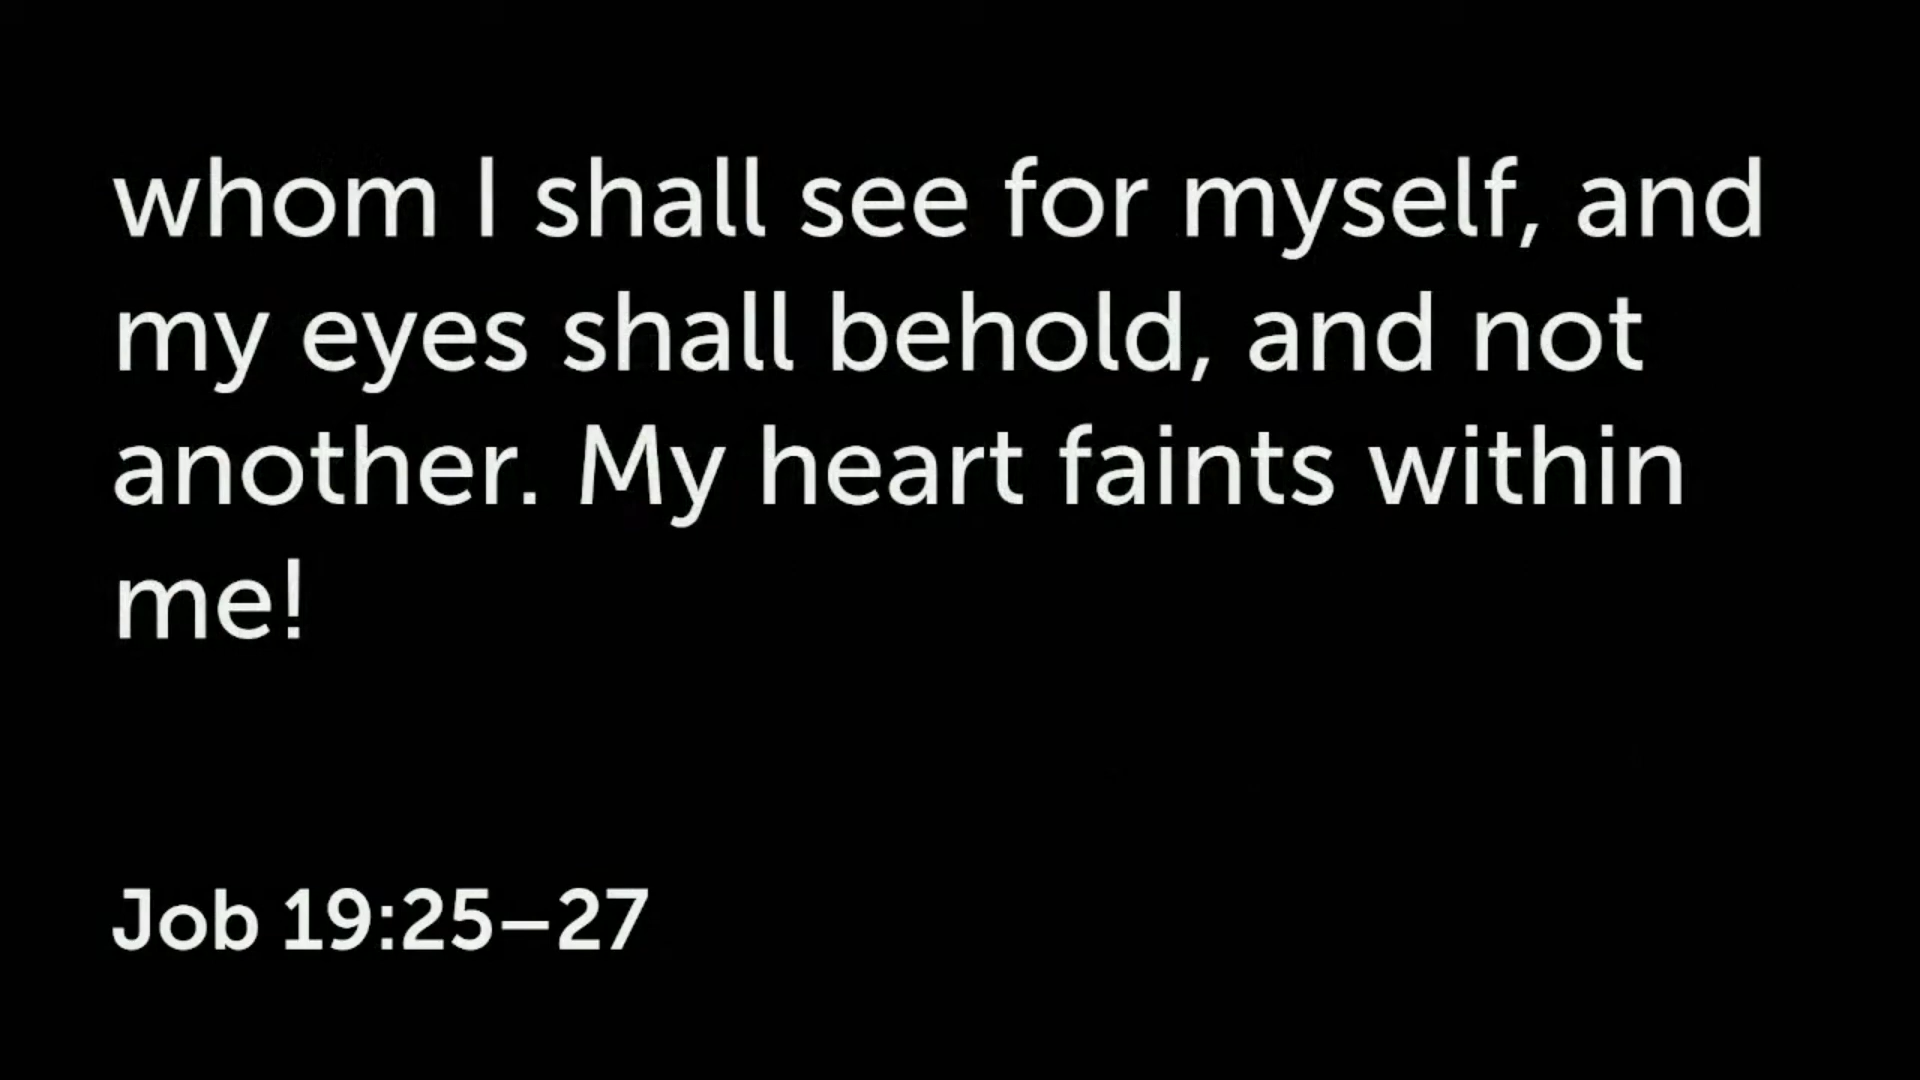 whom I shall see for myself, and
my eyes shall behold, and not
another. My heart faints within
me!
Job 19:25–27